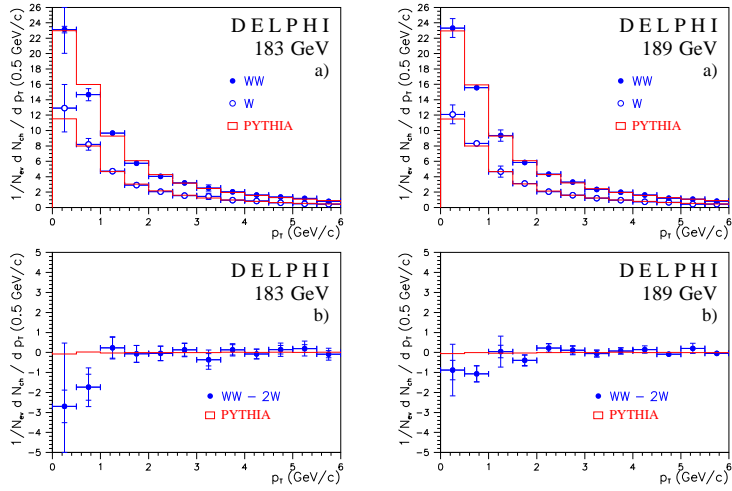 1/N_ev d N_ch / d p_T (0.5 GeV/c)
26
24
22
20
18
16
14
12
10
8
6
4
2
0
D E L P H I
183 GeV
a)
WW
W
PYTHIA
0 1 2 3 4 5 6
p_T (GeV/c)
1/N_ev d N_ch / d p_T (0.5 GeV/c)
26
24
22
20
18
16
14
12
10
8
6
4
2
0
D E L P H I
189 GeV
a)
WW
W
PYTHIA
0 1 2 3 4 5 6
p_T (GeV/c)
1/N_ev d N_ch / d p_T (0.5 GeV/c)
5
4
3
2
1
0
-1
-2
-3
-4
-5
D E L P H I
183 GeV
b)
WW - 2W
PYTHIA
0 1 2 3 4 5 6
p_T (GeV/c)
1/N_ev d N_ch / d p_T (0.5 GeV/c)
5
4
3
2
1
0
-1
-2
-3
-4
-5
D E L P H I
189 GeV
b)
WW - 2W
PYTHIA
0 1 2 3 4 5 6
p_T (GeV/c)